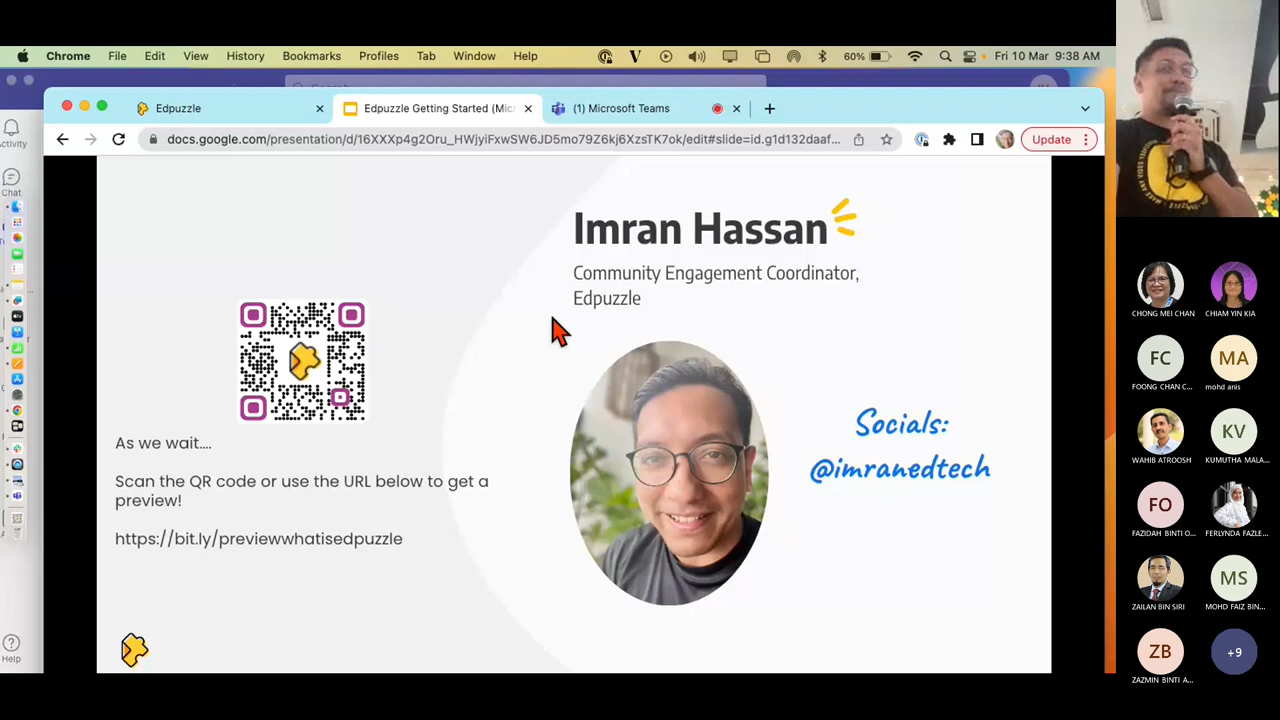 Chrome File Edit View History Bookmarks Profiles Tab Window Help 60% Fri 10 Mar 9:38 AM
Search
Edpuzzle
Edpuzzle Getting Started (Micr
(1) Microsoft Teams
docs.google.com/presentation/d/16XXXp4g2Oru_HWjyiFxwSW6JD5mo79Z6kj6XzsTK7ok/edit#slide=id.g1d132daaf...
Update
Activity
Chat
Help
Imran Hassan
Community Engagement Coordinator,
Edpuzzle
Socials:
@imranedtech
As we wait....
Scan the QR code or use the URL below to get a
preview!
https://bit.ly/previewwhatisedpuzzle
CHONG MEI CHAN
CHIAM YIN KIA
FC
FOONG CHAN C...
MA
mohd anis
WAHIB ATROOSH
KV
KUMUTHA MALA...
FO
FAZIDAH BINTI O...
FERLYNDA FAZLE...
ZAILAN BIN SIRI
MS
MOHD FAIZ BIN...
ZB
ZAZMIN BINTI A...
+9